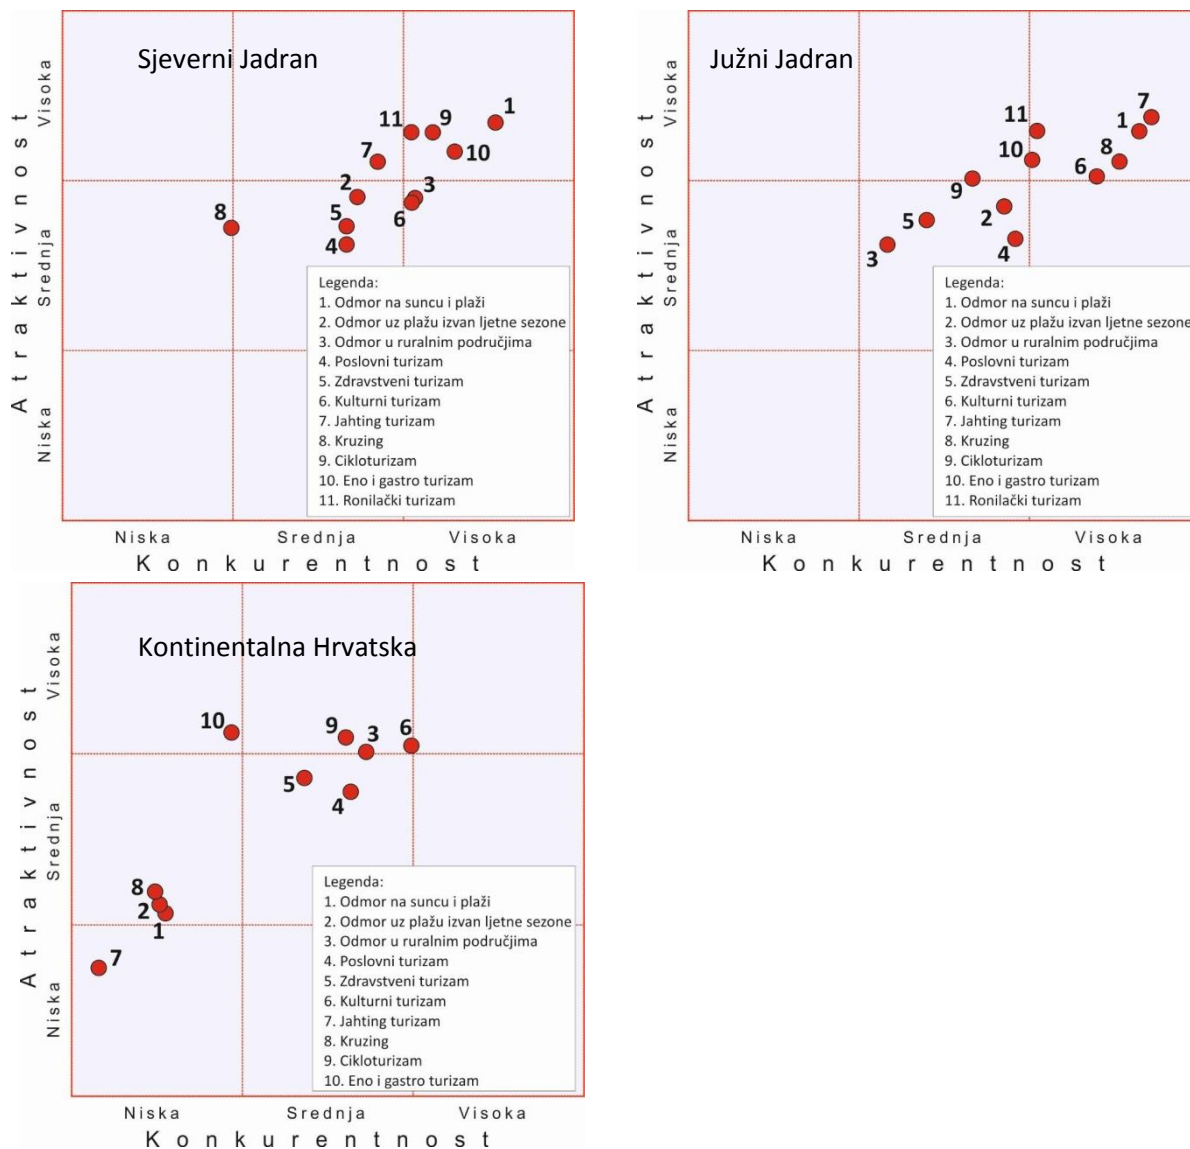 Sjeverni Jadran
Atraktivnost
Visoka
Srednja
Niska
1
11
9
10
7
2
3
6
8
5
4
Legenda:
1. Odmor na suncu i plaži
2. Odmor uz plažu izvan ljetne sezone
3. Odmor u ruralnim područjima
4. Poslovni turizam
5. Zdravstveni turizam
6. Kulturni turizam
7. Jahting turizam
8. Kruzing
9. Cikloturizam
10. Eno i gastro turizam
11. Ronilački turizam
Niska
Srednja
Visoka
Konkurentnost
Južni Jadran
Atraktivnost
Visoka
Srednja
Niska
7
11
1
10
8
6
9
5
2
3
4
Legenda:
1. Odmor na suncu i plaži
2. Odmor uz plažu izvan ljetne sezone
3. Odmor u ruralnim područjima
4. Poslovni turizam
5. Zdravstveni turizam
6. Kulturni turizam
7. Jahting turizam
8. Kruzing
9. Cikloturizam
10. Eno i gastro turizam
11. Ronilački turizam
Niska
Srednja
Visoka
Konkurentnost
Kontinentalna Hrvatska
Atraktivnost
Visoka
Srednja
Niska
10
9
3
6
5
4
8
2
1
7
Legenda:
1. Odmor na suncu i plaži
2. Odmor uz plažu izvan ljetne sezone
3. Odmor u ruralnim područjima
4. Poslovni turizam
5. Zdravstveni turizam
6. Kulturni turizam
7. Jahting turizam
8. Kruzing
9. Cikloturizam
10. Eno i gastro turizam
Niska
Srednja
Visoka
Konkurentnost